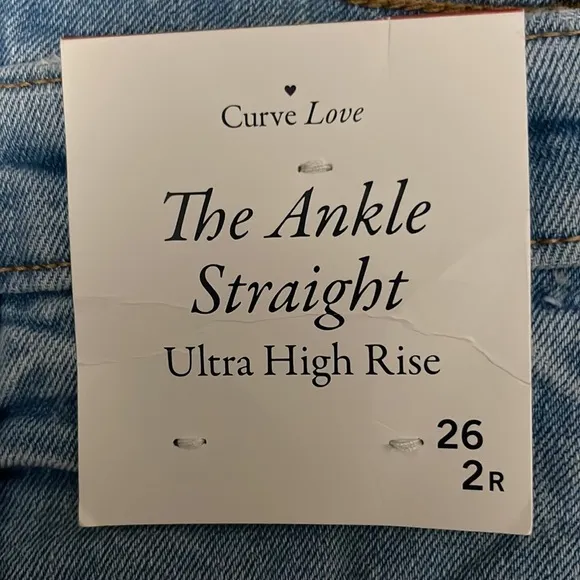 Curve Love
The Ankle
Straight
Ultra High Rise
26
2R